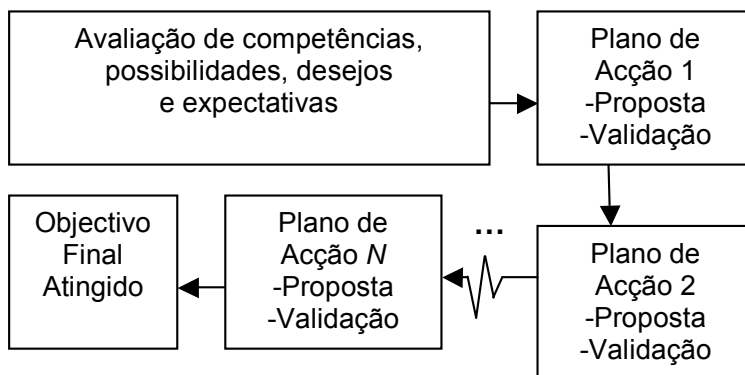 Avaliação de competências,
possibilidades, desejos
e expectativas
Plano de
Acção 1
-Proposta
-Validação
Plano de
Acção 2
-Proposta
-Validação
...
Plano de
Acção N
-Proposta
-Validação
Objectivo
Final
Atingido